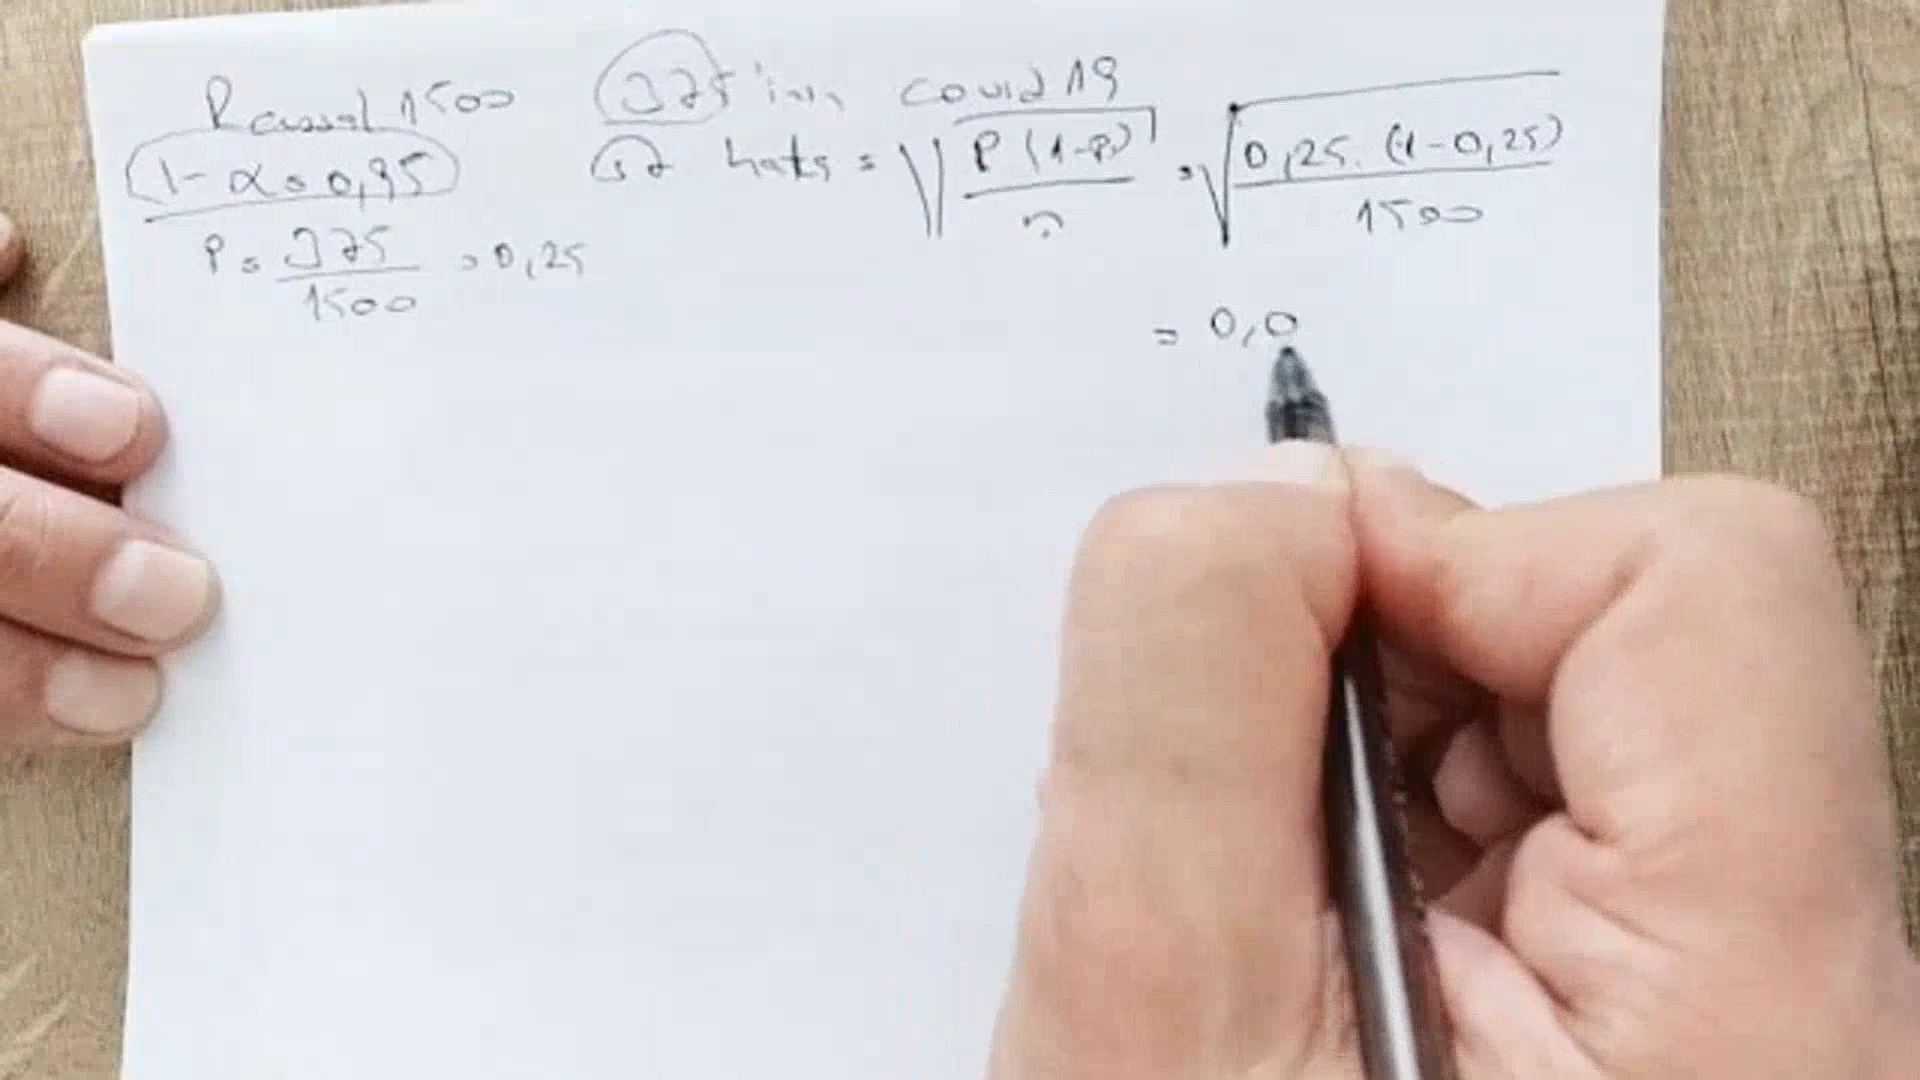 Rassal 1500 375'inin covid 19
1-α=0,95 Std hata = √ P(1-P) / n = √ 0,25.(1-0,25) / 1500
P = 375 / 1500 = 0,25
= 0,0